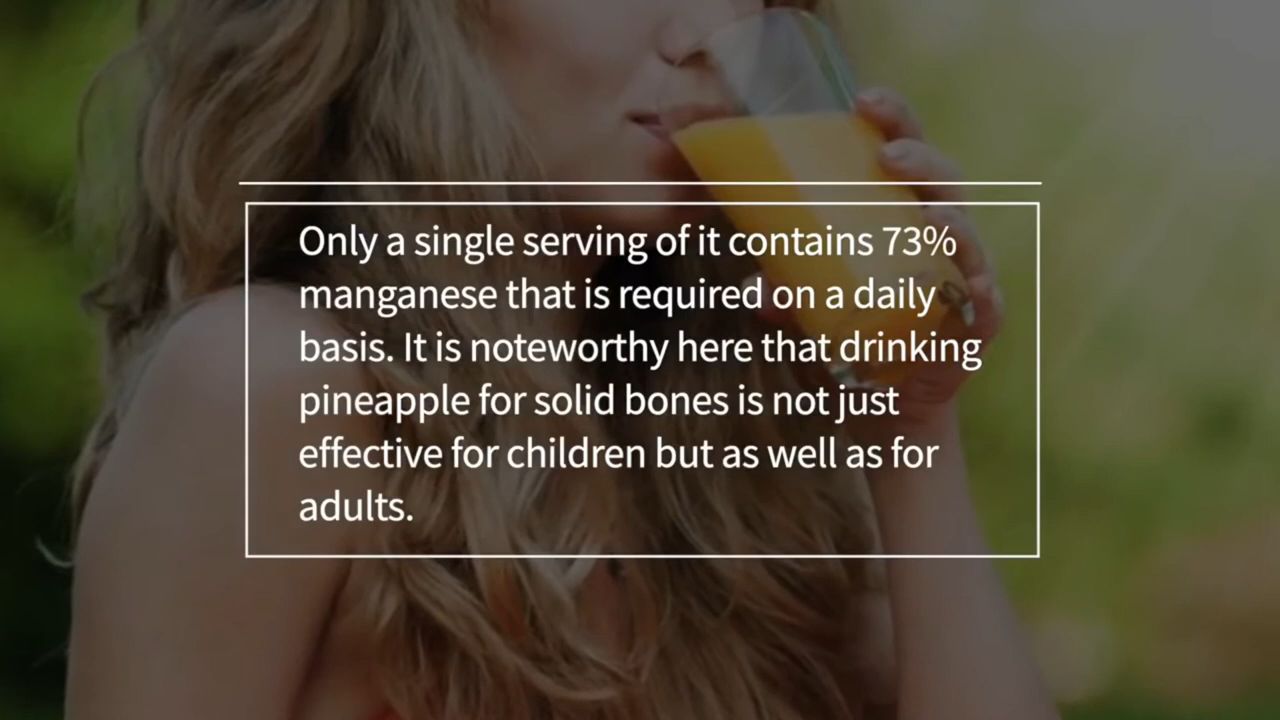 Only a single serving of it contains 73%
manganese that is required on a daily
basis. It is noteworthy here that drinking
pineapple for solid bones is not just
effective for children but as well as for
adults.